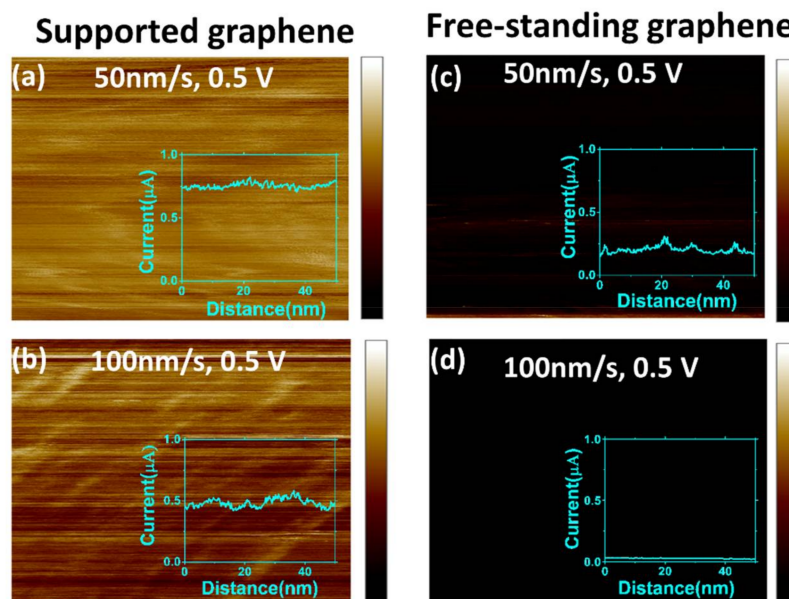 Supported graphene
Free-standing graphene
(a) 50nm/s, 0.5 V
1.0
0.5
0.0
Current(μA)
0 20 40
Distance(nm)
(c) 50nm/s, 0.5 V
1.0
0.5
0.0
Current(μA)
0 20 40
Distance(nm)
(b) 100nm/s, 0.5 V
1.0
0.5
0.0
Current(μA)
0 20 40
Distance(nm)
(d) 100nm/s, 0.5 V
1.0
0.5
0.0
Current(μA)
0 20 40
Distance(nm)